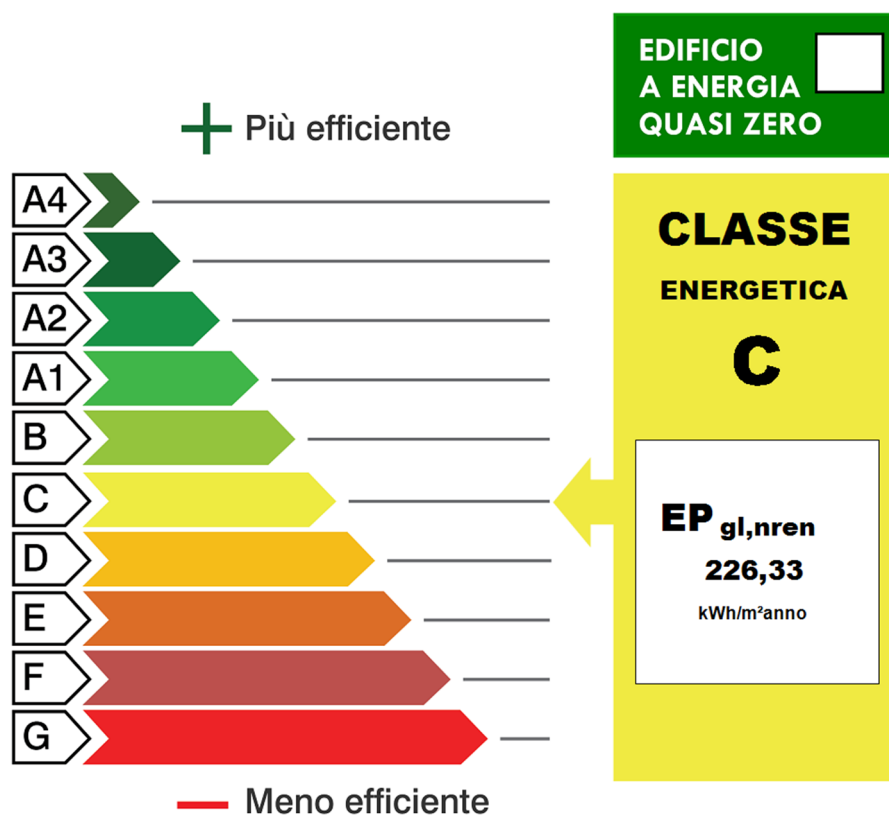 EDIFICIO
A ENERGIA
QUASI ZERO
Più efficiente
A4
A3
A2
A1
B
C
D
E
F
G
Meno efficiente
CLASSE
ENERGETICA
C
EP gl,nren
226,33
kWh/m²anno